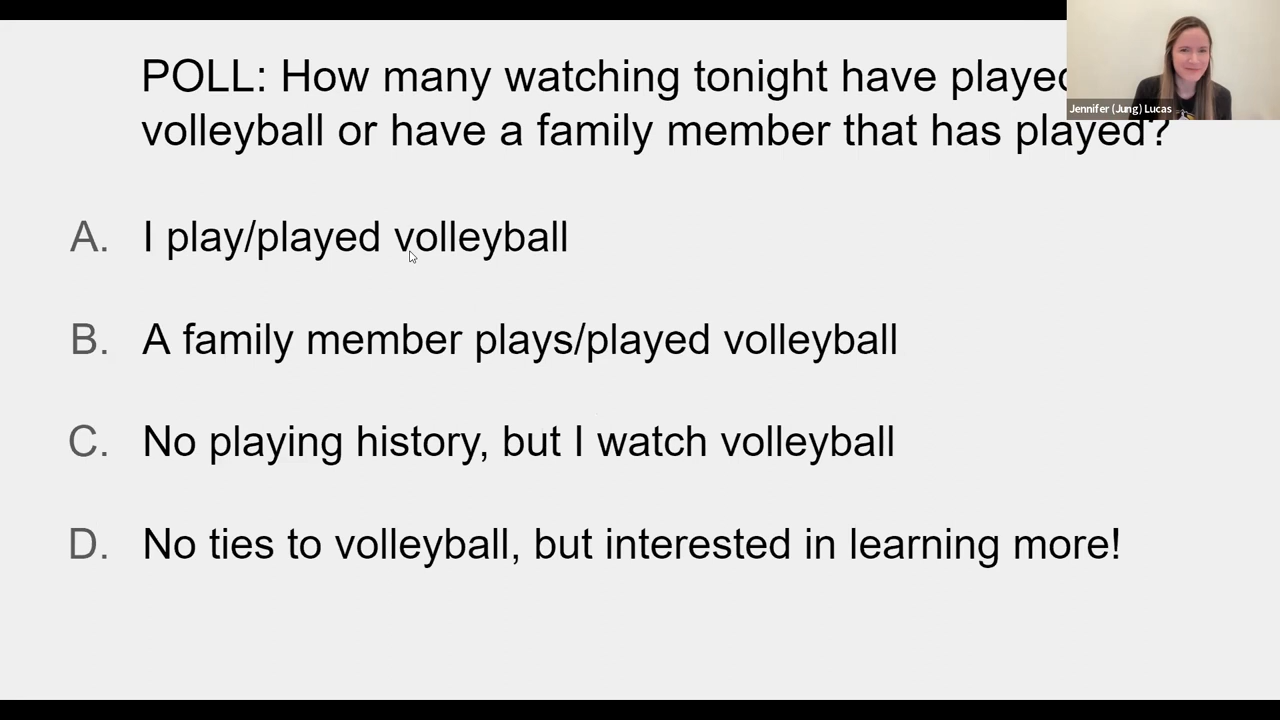 POLL: How many watching tonight have played
volleyball or have a family member that has played?
Jennifer (Jung) Lucas
A. I play/played volleyball
B. A family member plays/played volleyball
C. No playing history, but I watch volleyball
D. No ties to volleyball, but interested in learning more!